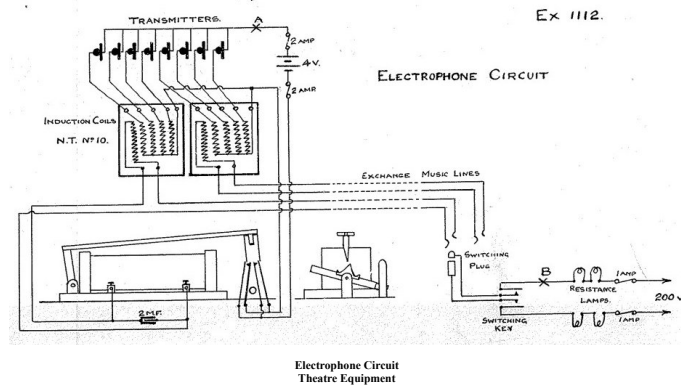 TRANSMITTERS.
A
Ex 1112.
2 AMP
4 V.
2 AMP.
ELECTROPHONE CIRCUIT
INDUCTION COILS
N.T. Nº 10.
EXCHANGE MUSIC LINES
SWITCHING
PLUG
B
1 AMP
RESISTANCE
LAMPS.
200 V
SWITCHING
KEY
1 AMP
2 MF.
Electrophone Circuit
Theatre Equipment